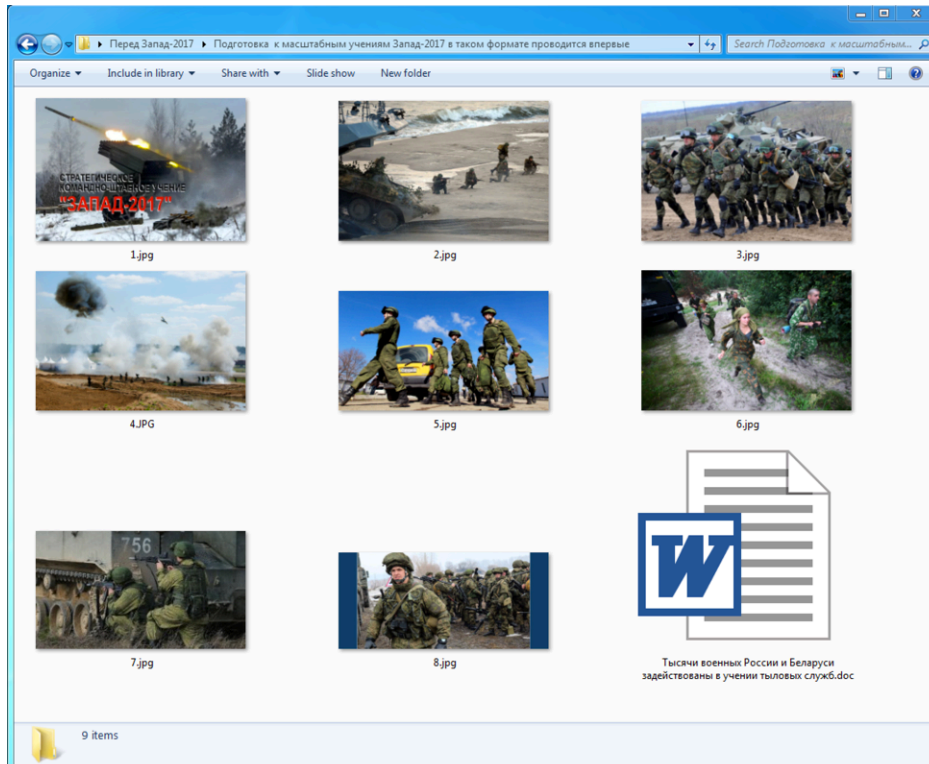 Перед Запад-2017 ▸ Подготовка к масштабным учениям Запад-2017 в таком формате проводится впервые
Search Подготовка к масштабным...
Organize
Include in library
Share with
Slide show
New folder
СТРАТЕГИЧЕСКОЕ
КОМАНДНО-ШТАБНОЕ УЧЕНИЕ
"ЗАПАД-2017"
1.jpg
2.jpg
3.jpg
4.JPG
5.jpg
6.jpg
756
W
7.jpg
8.jpg
Тысячи военных России и Беларуси
задействованы в учении тыловых служб.doc
9 items